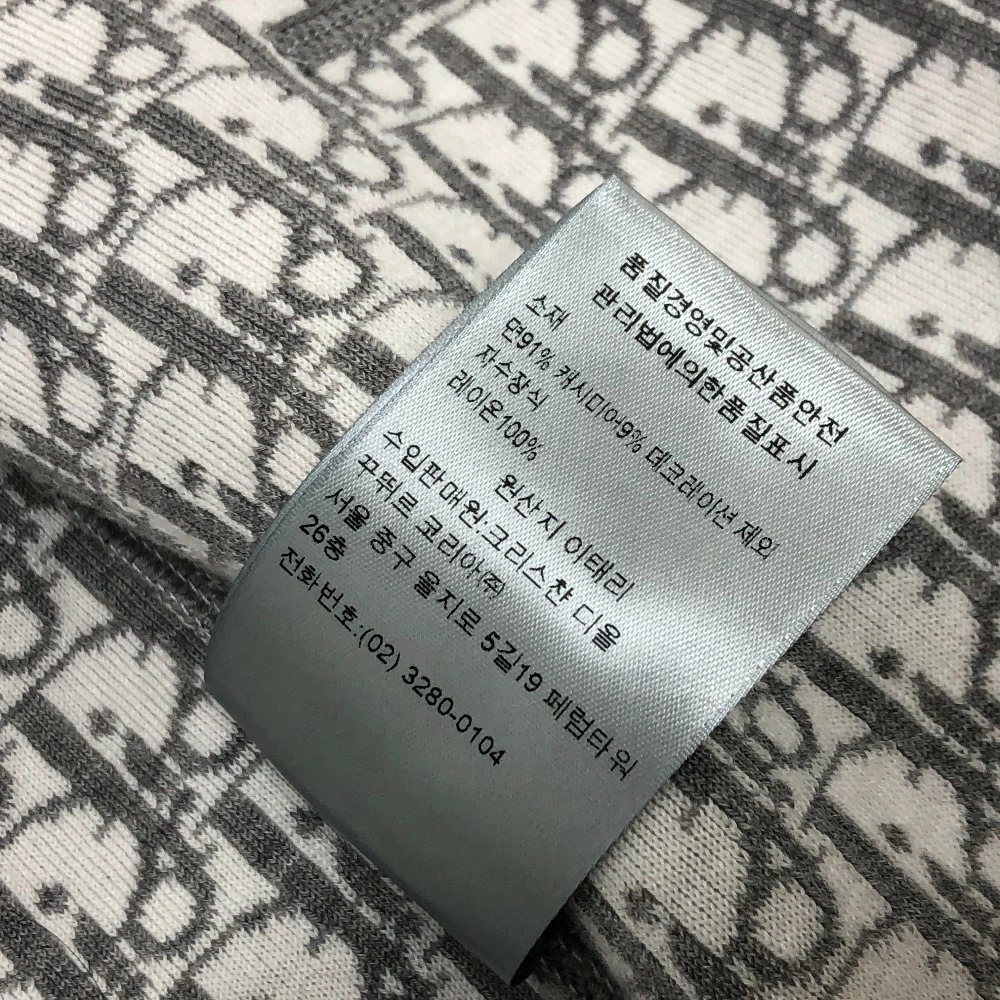 품질경영및공산품안전
관리법에의한품질표시
소재
면91% 캐시미어9% 데코레이션 제외
자수장식
레이온100%
원산지 이태리
수입판매원:크리스챤 디올
꾸뛰르 코리아(주)
서울 중구 을지로 5길19 페럼타워
26층
전화번호:(02) 3280-0104